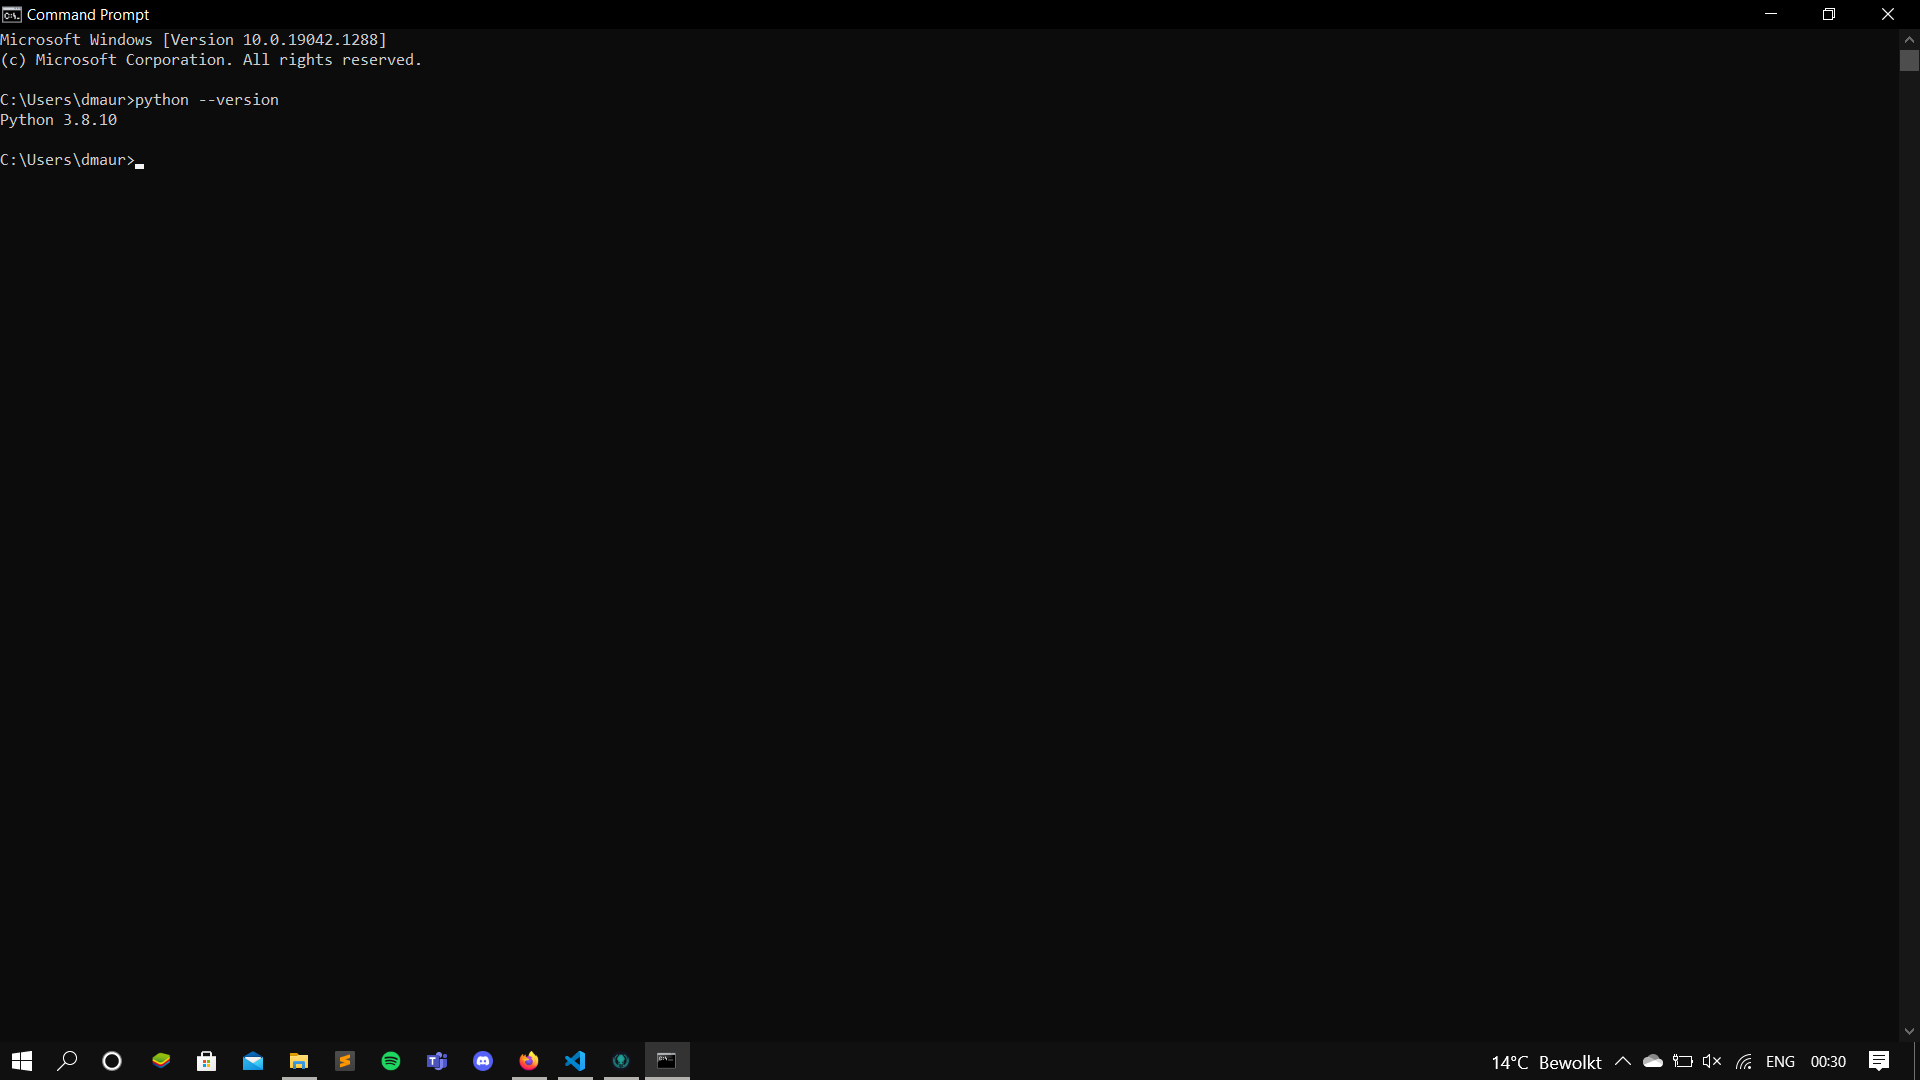 Command Prompt
Microsoft Windows [Version 10.0.19042.1288]
(c) Microsoft Corporation. All rights reserved.
C:\Users\dmaur>python --version
Python 3.8.10
C:\Users\dmaur>
14°C Bewolkt ENG 00:30